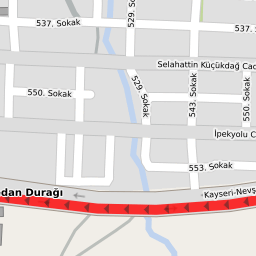 537. Sokak
529. Sokak
537. Sokak
Selahattin Küçükdağ Cad
550. Sokak
529. Sokak
543. Sokak
550. Sokak
İpekyolu C
553. Sokak
dan Durağı
Kayseri-Nevş